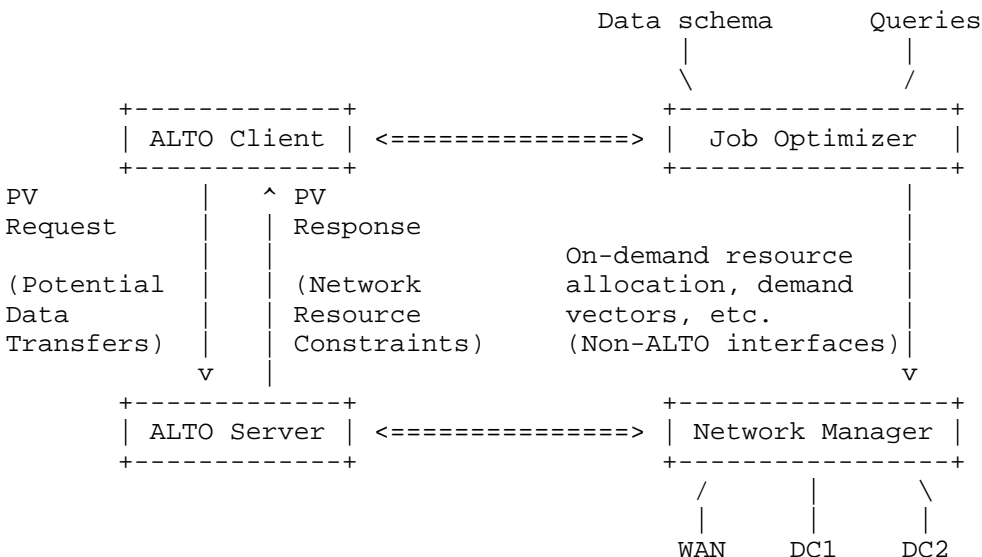 Data schema Queries
ALTO Client <===============> Job Optimizer
PV ^ PV
Request Response
On-demand resource
(Potential (Network allocation, demand
Data Resource vectors, etc.
Transfers) Constraints) (Non-ALTO interfaces)
v v
ALTO Server <===============> Network Manager
WAN DC1 DC2